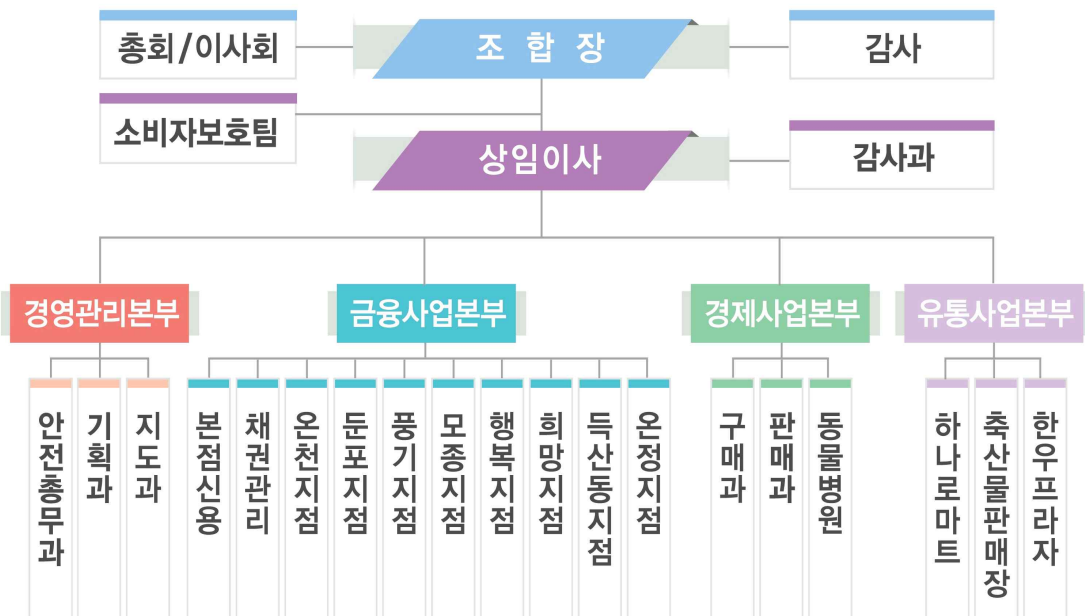 총회/이사회
조 합 장
감사
소비자보호팀
상임이사
감사과
경영관리본부
금융사업본부
경제사업본부
유통사업본부
안전총무과
기획과
지도과
본점신용
채권관리
온천지점
둔포지점
풍기지점
모종지점
행복지점
희망지점
득산동지점
온정지점
구매과
판매과
동물병원
하나로마트
축산물판매장
한우프라자